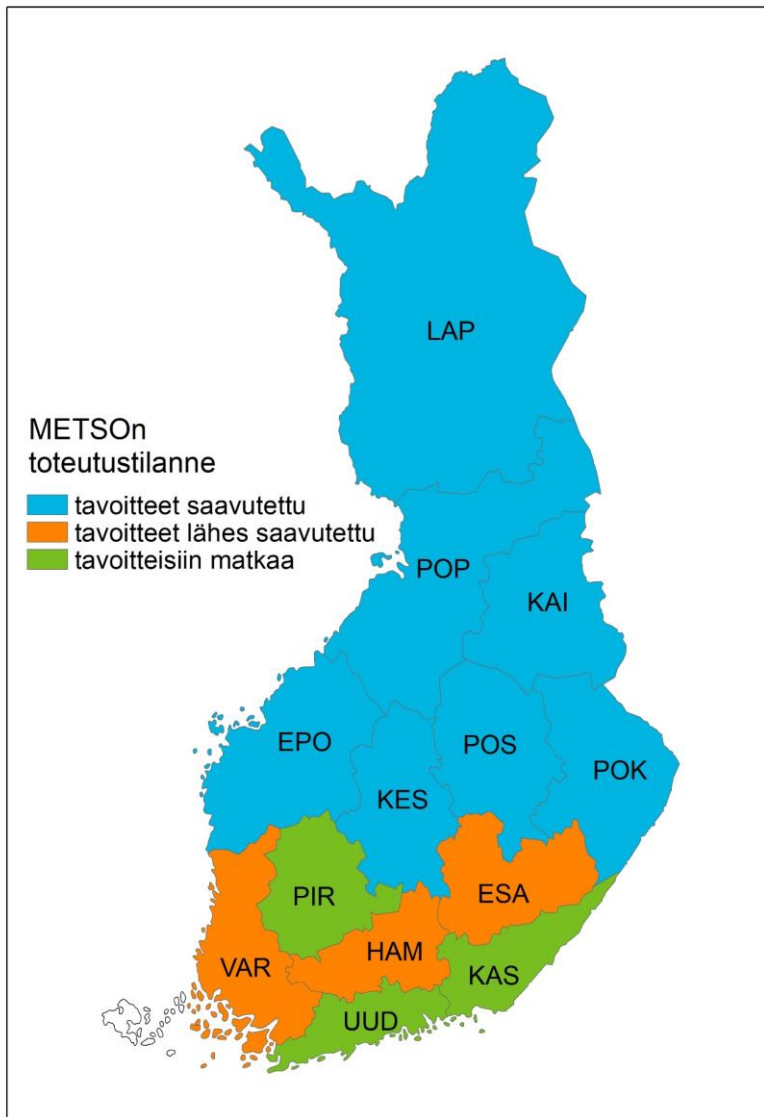 LAP
METSOn
toteutustilanne
tavoitteet saavutettu
tavoitteet lähes saavutettu
tavoitteisiin matkaa
POP
KAI
EPO
POS
POK
KES
PIR
ESA
HAM
VAR
KAS
UUD